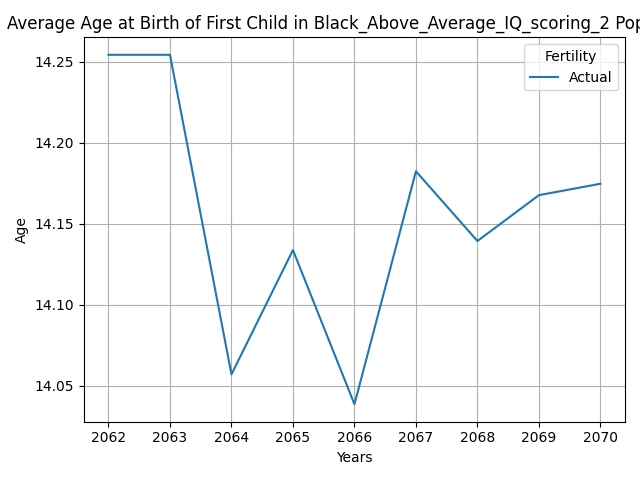 Average Age at Birth of First Child in Black_Above_Average_IQ_scoring_2 Pop
Fertility
Actual
14.25
14.20
14.15
14.10
14.05
Age
2062 2063 2064 2065 2066 2067 2068 2069 2070
Years